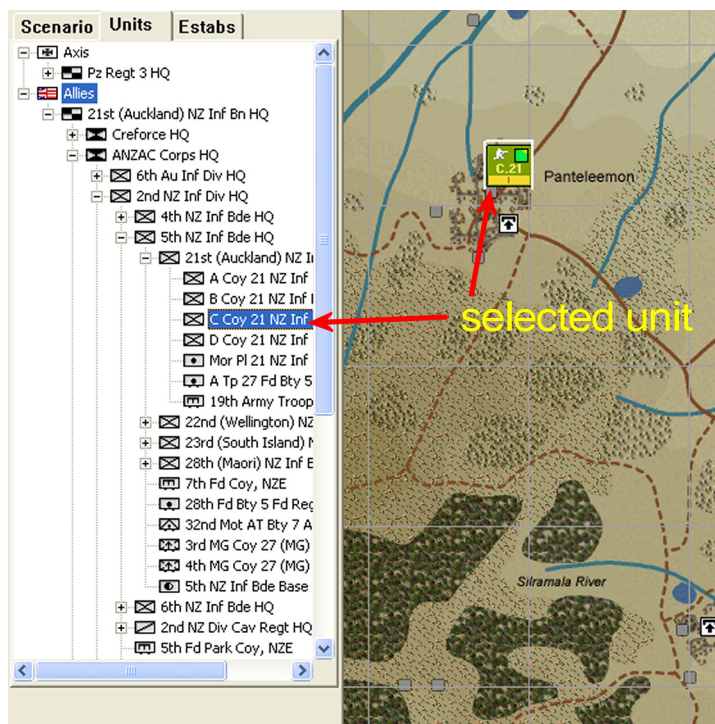 Scenario Units Estabs
Axis
Pz Regt 3 HQ
Allies
21st (Auckland) NZ Inf Bn HQ
Creforce HQ
ANZAC Corps HQ
6th Au Inf Div HQ
2nd NZ Inf Div HQ
4th NZ Inf Bde HQ
5th NZ Inf Bde HQ
21st (Auckland) NZ I
A Coy 21 NZ Inf
B Coy 21 NZ Inf
C Coy 21 NZ Inf
D Coy 21 NZ Inf
Mor Pl 21 NZ Inf
A Tp 27 Fd Bty 5
19th Army Troop
22nd (Wellington) NZ
23rd (South Island)
28th (Maori) NZ Inf
7th Fd Coy, NZE
28th Fd Bty 5 Fd Reg
32nd Mot AT Bty 7 A
3rd MG Coy 27 (MG)
4th MG Coy 27 (MG)
5th NZ Inf Bde Base
6th NZ Inf Bde HQ
2nd NZ Div Cav Regt HQ
5th Fd Park Coy, NZE
C.21
I
Panteleemon
selected unit
Silramala River